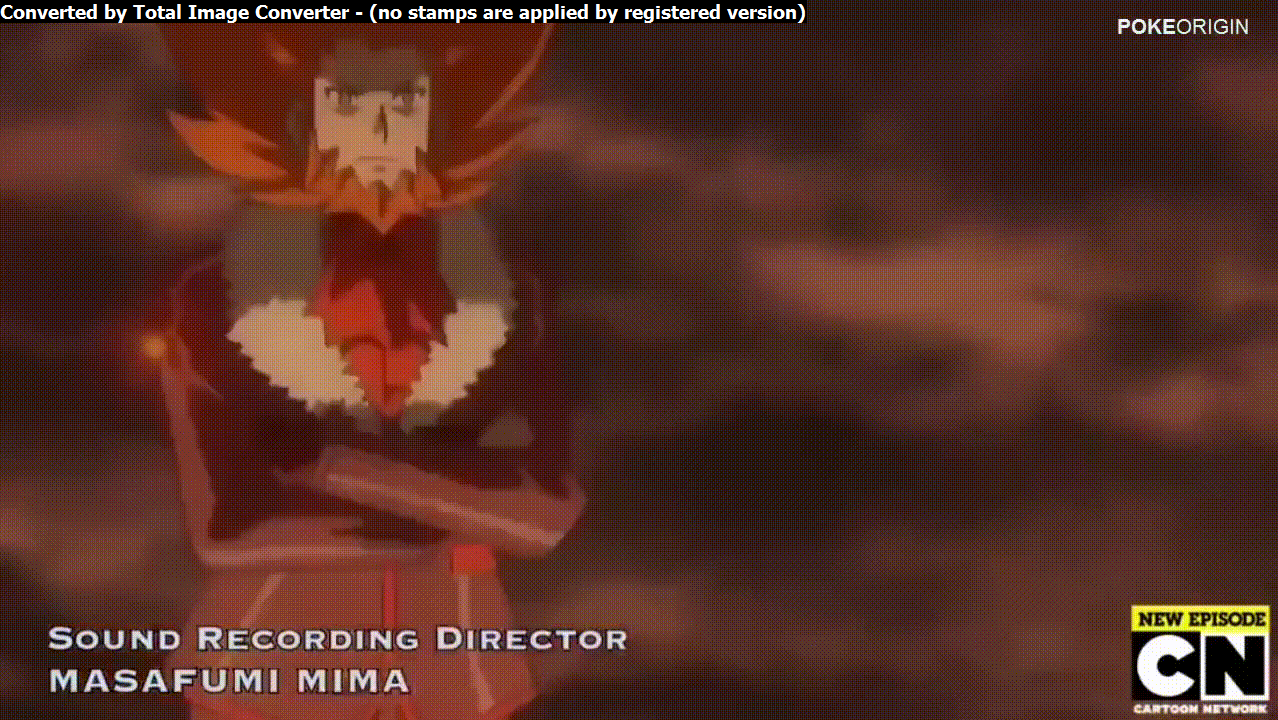 Converted by Total Image Converter - (no stamps are applied by registered version)
POKEORIGIN
SOUND RECORDING DIRECTOR
MASAFUMI MIMA
NEW EPISODE
CN
CARTOON NETWORK